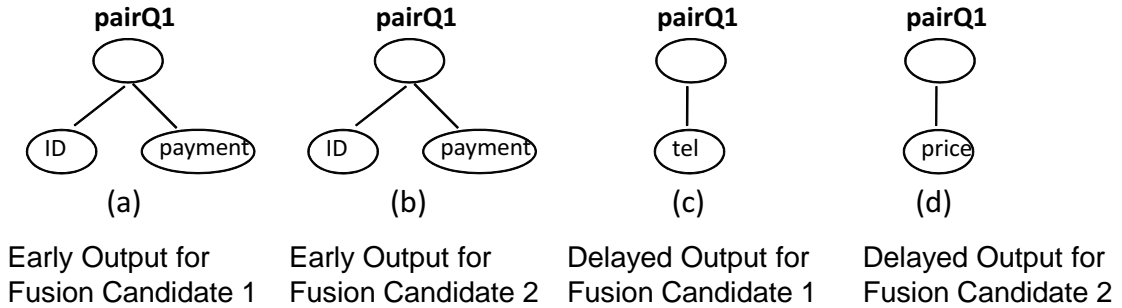 pairQ1 pairQ1 pairQ1 pairQ1
ID payment ID payment tel price
(a) (b) (c) (d)
Early Output for Early Output for Delayed Output for Delayed Output for
Fusion Candidate 1 Fusion Candidate 2 Fusion Candidate 1 Fusion Candidate 2